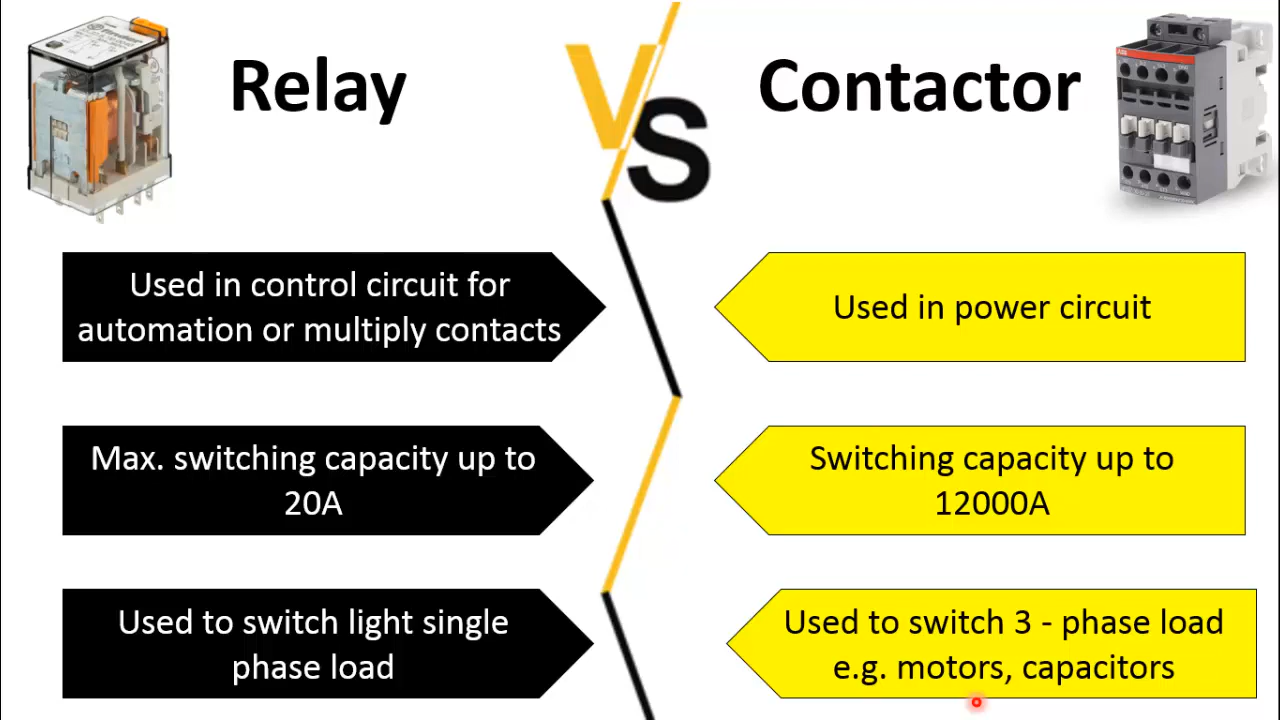 Relay
VS
Contactor
finder
ABB
Used in control circuit for
automation or multiply contacts
Used in power circuit
Max. switching capacity up to
20A
Switching capacity up to
12000A
Used to switch light single
phase load
Used to switch 3 - phase load
e.g. motors, capacitors